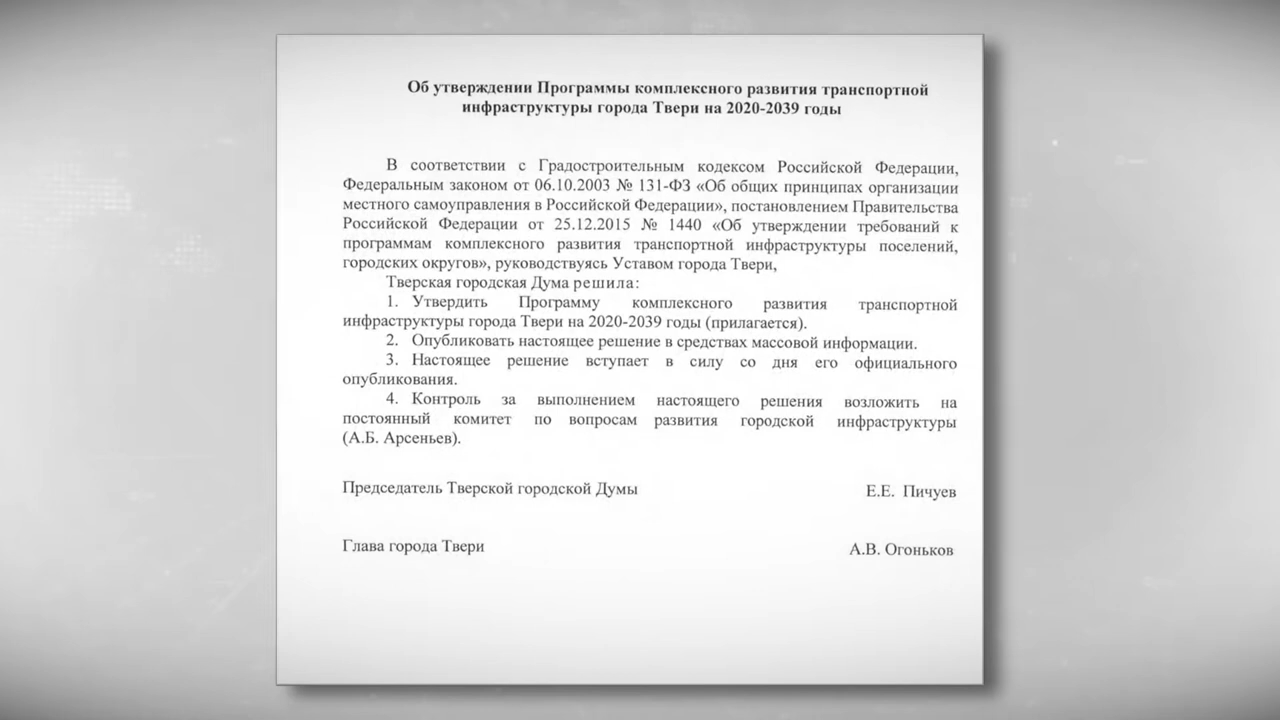 Об утверждении Программы комплексного развития транспортной
инфраструктуры города Твери на 2020-2039 годы
В соответствии с Градостроительным кодексом Российской Федерации,
Федеральным законом от 06.10.2003 № 131-ФЗ «Об общих принципах организации
местного самоуправления в Российской Федерации», постановлением Правительства
Российской Федерации от 25.12.2015 № 1440 «Об утверждении требований к
программам комплексного развития транспортной инфраструктуры поселений,
городских округов», руководствуясь Уставом города Твери,
Тверская городская Дума решила:
1. Утвердить Программу комплексного развития транспортной
инфраструктуры города Твери на 2020-2039 годы (прилагается).
2. Опубликовать настоящее решение в средствах массовой информации.
3. Настоящее решение вступает в силу со дня его официального
опубликования.
4. Контроль за выполнением настоящего решения возложить на
постоянный комитет по вопросам развития городской инфраструктуры
(А.Б. Арсеньев).
Председатель Тверской городской Думы Е.Е. Пичуев
Глава города Твери А.В. Огоньков